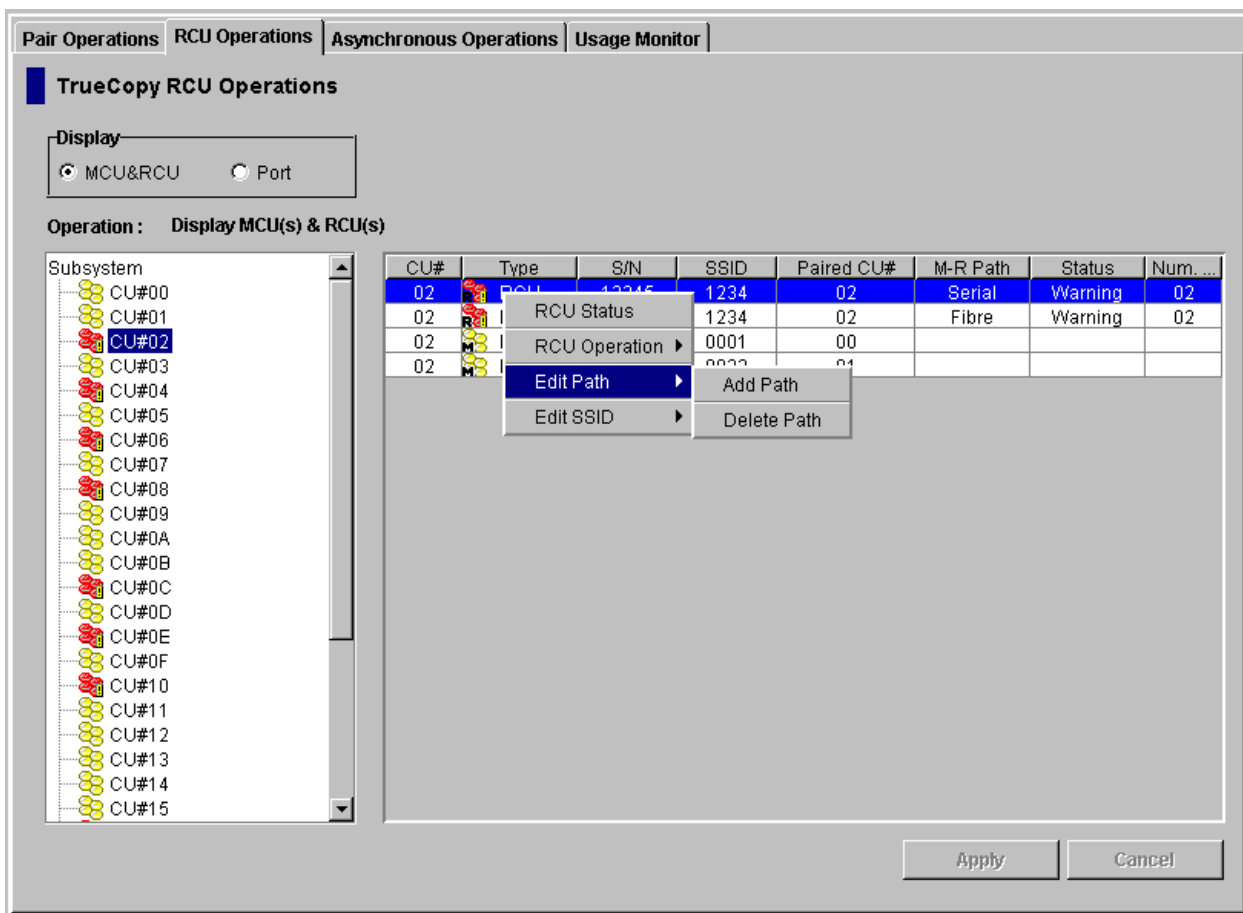 Pair Operations RCU Operations Asynchronous Operations Usage Monitor
TrueCopy RCU Operations
Display
MCU&RCU Port
Operation : Display MCU(s) & RCU(s)
Subsystem
CU#00
CU#01
CU#02
CU#03
CU#04
CU#05
CU#06
CU#07
CU#08
CU#09
CU#0A
CU#0B
CU#0C
CU#0D
CU#0E
CU#0F
CU#10
CU#11
CU#12
CU#13
CU#14
CU#15
CU# Type S/N SSID Paired CU# M-R Path Status Num. ...
02 RCU 12345 1234 02 Serial Warning 02
02 1234 02 Fibre Warning 02
02 0001 00
02
RCU Status
RCU Operation
Edit Path
Edit SSID
Add Path
Delete Path
Apply Cancel